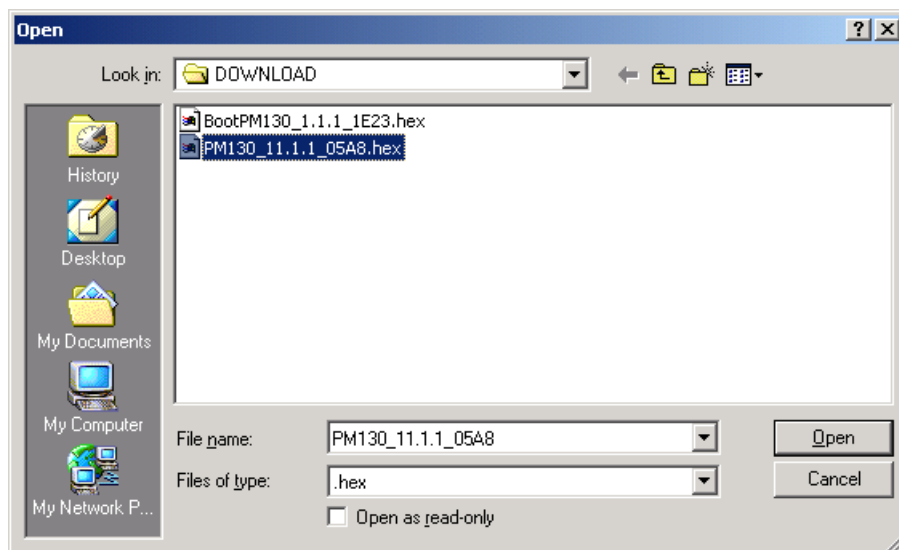 Open
Look in: DOWNLOAD
BootPM130_1.1.1_1E23.hex
PM130_11.1.1_05A8.hex
History
Desktop
My Documents
My Computer
My Network P...
File name: PM130_11.1.1_05A8 Open
Files of type: .hex Cancel
Open as read-only